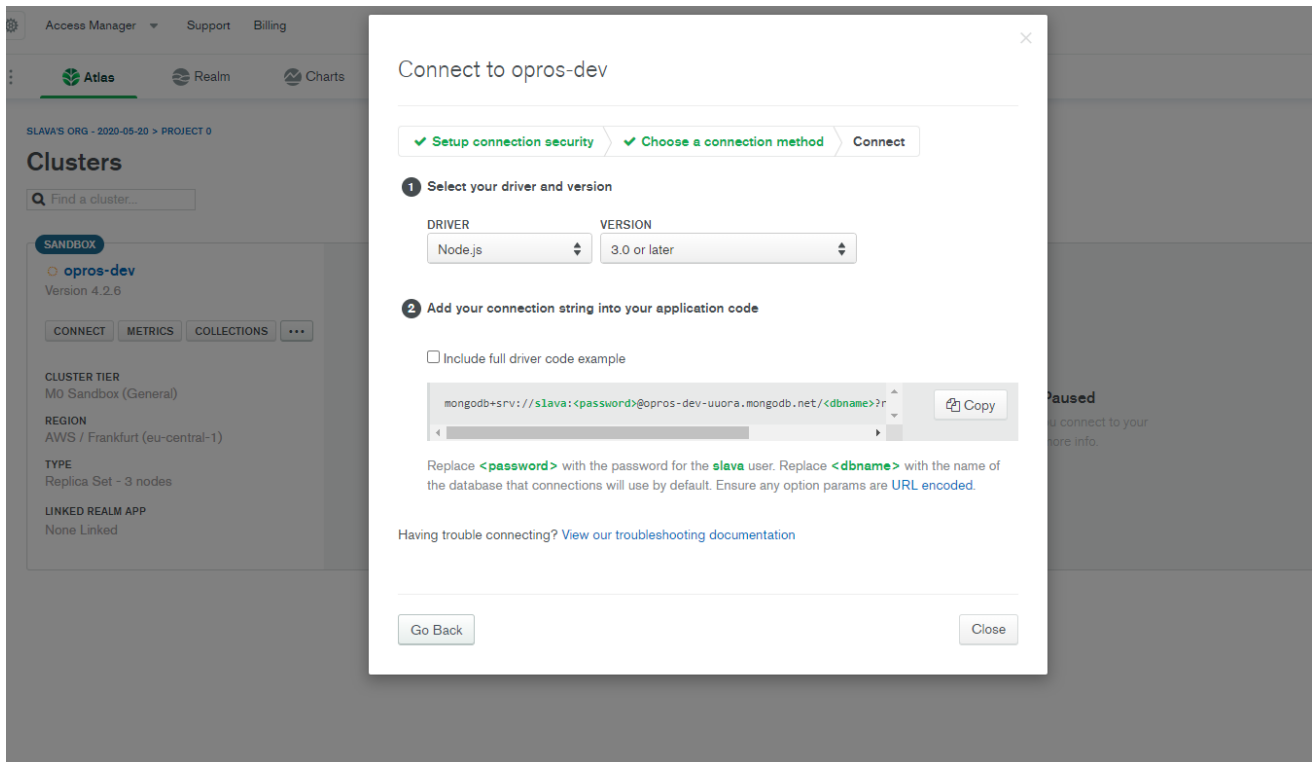 Access Manager Support Billing
Atlas Realm Charts
SLAVA'S ORG - 2020-05-20 > PROJECT 0
Clusters
Find a cluster...
SANDBOX
opros-dev
Version 4.2.6
CONNECT METRICS COLLECTIONS ...
CLUSTER TIER
M0 Sandbox (General)
REGION
AWS / Frankfurt (eu-central-1)
TYPE
Replica Set - 3 nodes
LINKED REALM APP
None Linked
Connect to opros-dev
Setup connection security Choose a connection method Connect
1 Select your driver and version
DRIVER VERSION
Node.js 3.0 or later
2 Add your connection string into your application code
Include full driver code example
mongodb+srv://slava:<password>@opros-dev-uuora.mongodb.net/<dbname>?r
Copy
Replace <password> with the password for the slava user. Replace <dbname> with the name of
the database that connections will use by default. Ensure any option params are URL encoded.
Having trouble connecting? View our troubleshooting documentation
Go Back Close
Paused
u connect to your
ore info.